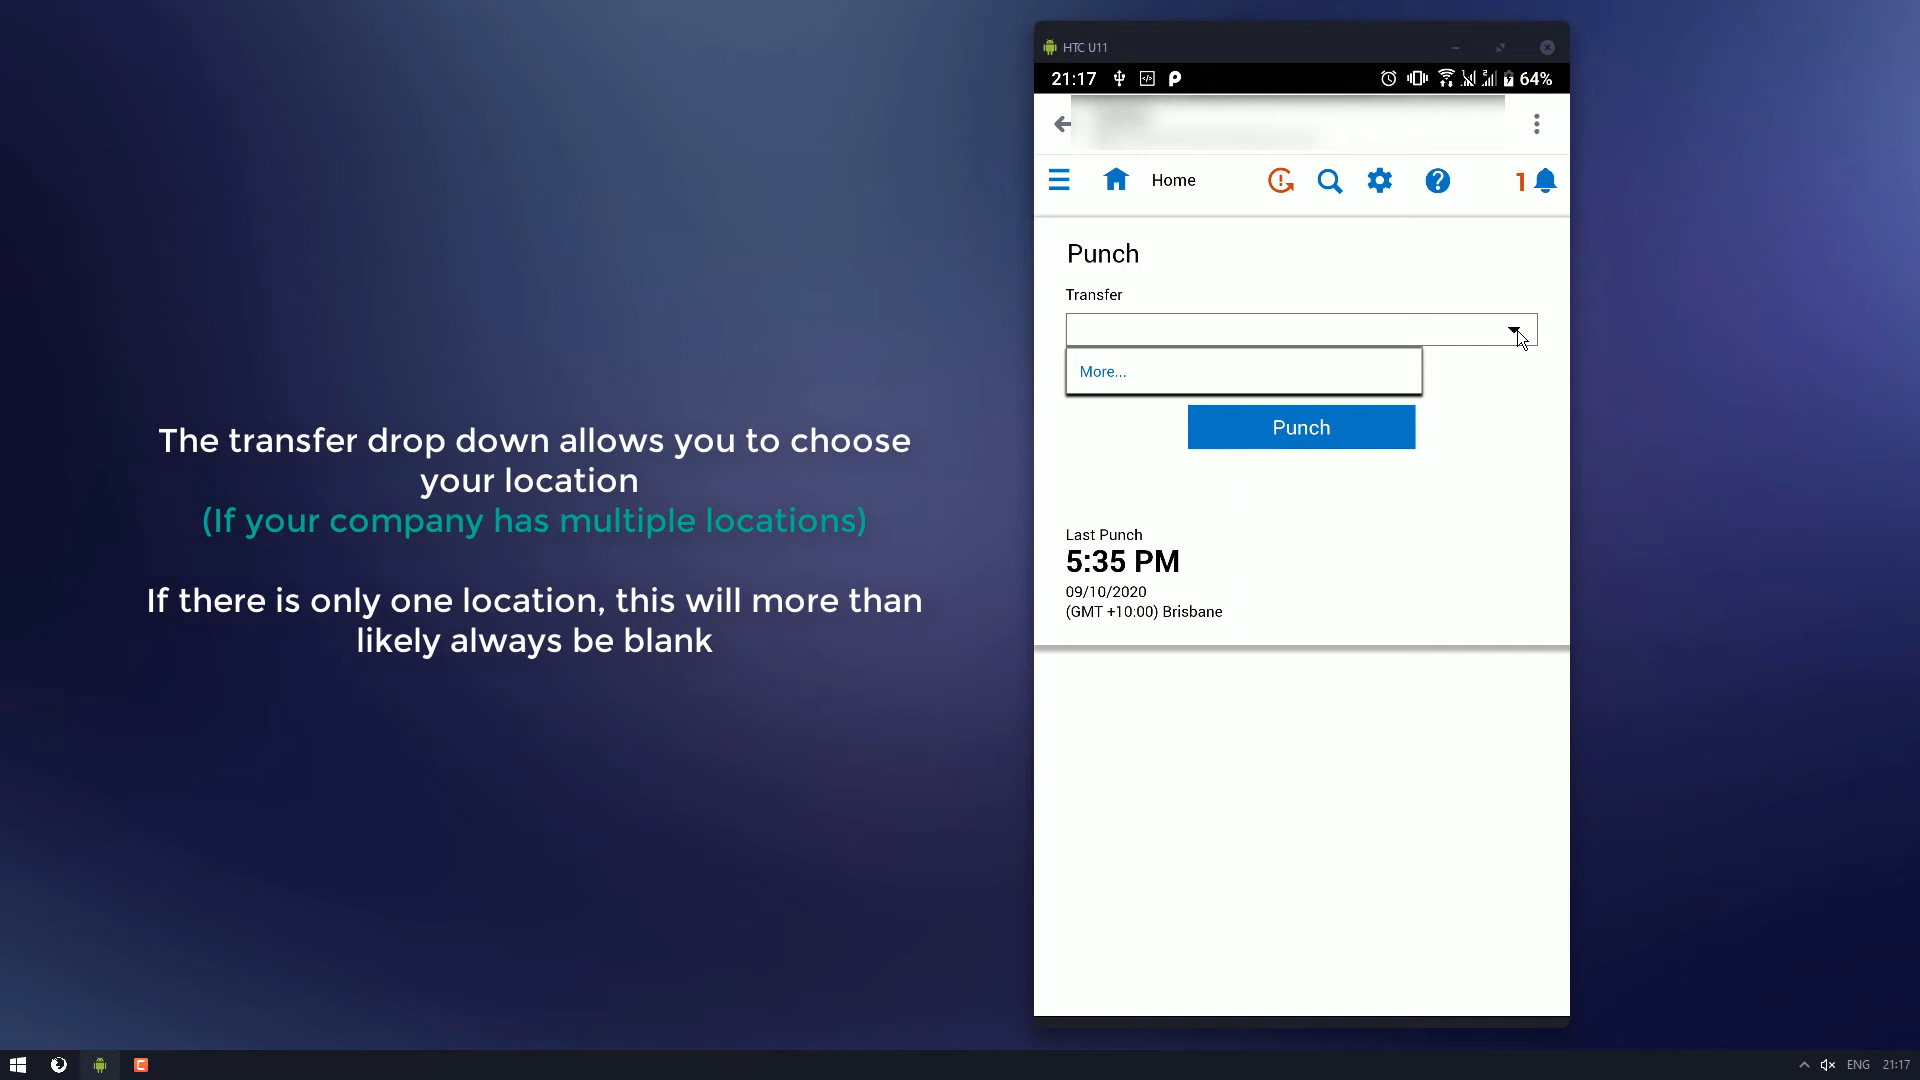 HTC U11
21:17
64%
Home
1
Punch
Transfer
More...
Punch
The transfer drop down allows you to choose
your location
(If your company has multiple locations)
If there is only one location, this will more than
likely always be blank
Last Punch
5:35 PM
09/10/2020
(GMT +10:00) Brisbane
ENG
21:17